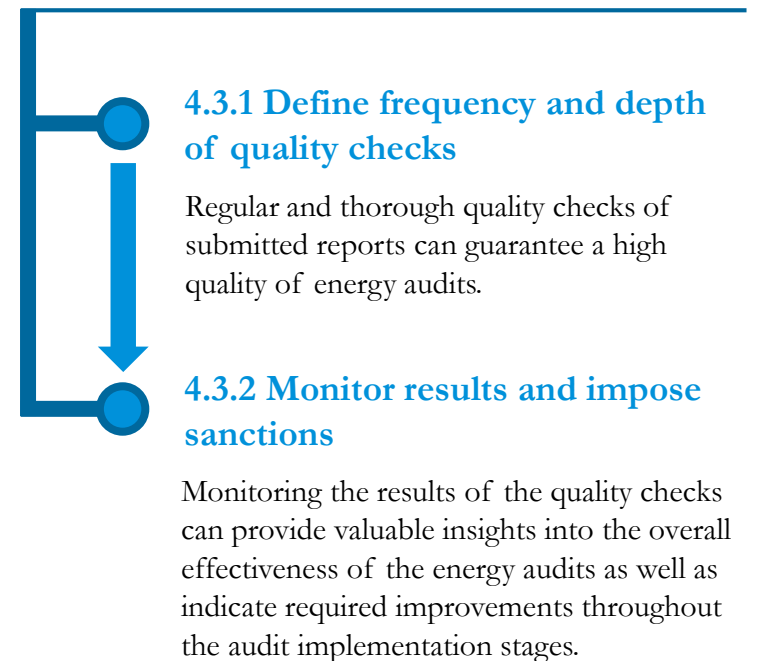 4.3.1 Define frequency and depth
of quality checks
Regular and thorough quality checks of
submitted reports can guarantee a high
quality of energy audits.
4.3.2 Monitor results and impose
sanctions
Monitoring the results of the quality checks
can provide valuable insights into the overall
effectiveness of the energy audits as well as
indicate required improvements throughout
the audit implementation stages.